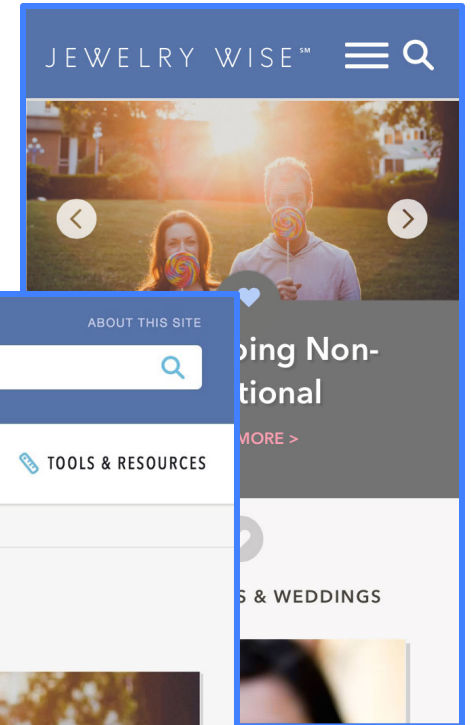 JEWELRY WISE℠
ping Non-
tional
MORE >
S & WEDDINGS
ABOUT THIS SITE
TOOLS & RESOURCES